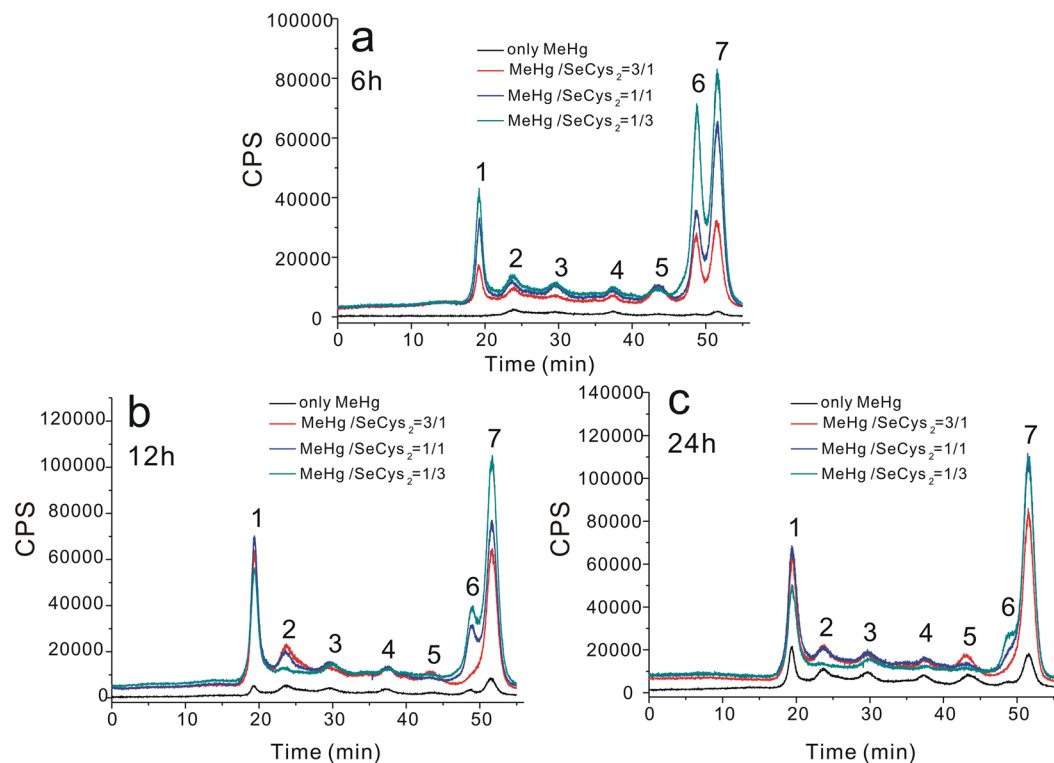 a
6h
only MeHg
MeHg /SeCys2=3/1
MeHg /SeCys2=1/1
MeHg /SeCys2=1/3
CPS
100000
80000
60000
40000
20000
0
1
2
3
4
5
6
7
0 10 20 30 40 50
Time (min)
b
12h
only MeHg
MeHg /SeCys2=3/1
MeHg /SeCys2=1/1
MeHg /SeCys2=1/3
CPS
120000
100000
80000
60000
40000
20000
0
1
2
3
4
5
6
7
0 10 20 30 40 50
Time (min)
c
24h
only MeHg
MeHg /SeCys2=3/1
MeHg /SeCys2=1/1
MeHg /SeCys2=1/3
CPS
140000
120000
100000
80000
60000
40000
20000
0
1
2
3
4
5
6
7
0 10 20 30 40 50
Time (min)